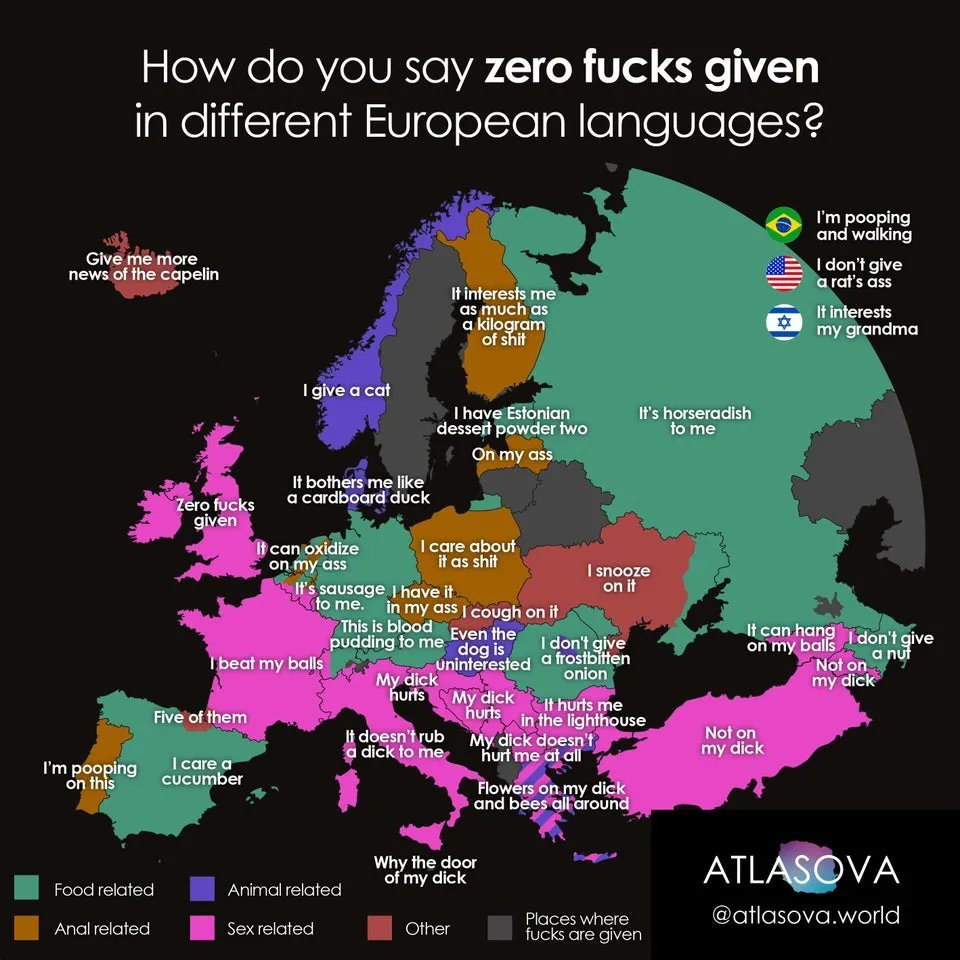 How do you say zero fucks given
in different European languages?
I'm pooping
and walking
I don't give
a rat's ass
It interests
my grandma
Give me more
news of the capelin
It interests me
as much as
a kilogram
of shit
I give a cat
I have Estonian
dessert powder two
It's horseradish
to me
On my ass
It bothers me like
a cardboard duck
Zero fucks
given
It can oxidize
on my ass
I care about
it as shit
I snooze
on it
It's sausage
to me.
I have it
in my ass
I cough on it
This is blood
pudding to me
Even the
dog is
uninterested
I don't give
a frostbitten
onion
It can hang
on my balls
I don't give
a nut
I beat my balls
My dick
hurts
My dick
hurts
It hurts me
in the lighthouse
Not on
my dick
Five of them
It doesn't rub
a dick to me
My dick doesn't
hurt me at all
Not on
my dick
I'm pooping
on this
I care a
cucumber
Flowers on my dick
and bees all around
Why the door
of my dick
ATLASOVA
@atlasova.world
Food related
Animal related
Anal related
Sex related
Other
Places where
fucks are given